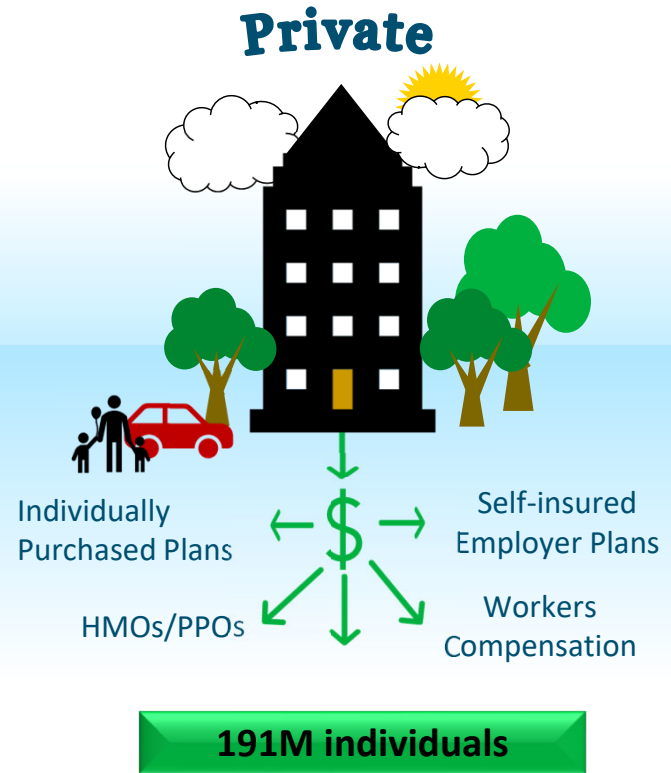 Private
Individually
Purchased Plans
$
Self-insured
Employer Plans
HMOs/PPOs
Workers
Compensation
191M individuals